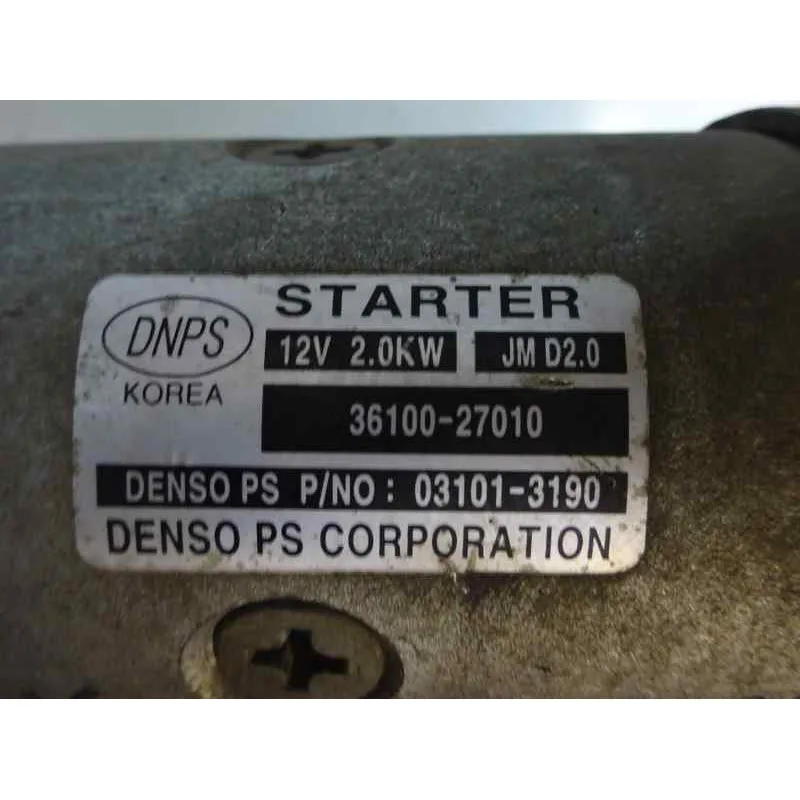 STARTER
DNPS
12V 2.0KW JM D2.0
KOREA
36100-27010
DENSO PS P/NO: 03101-3190
DENSO PS CORPORATION